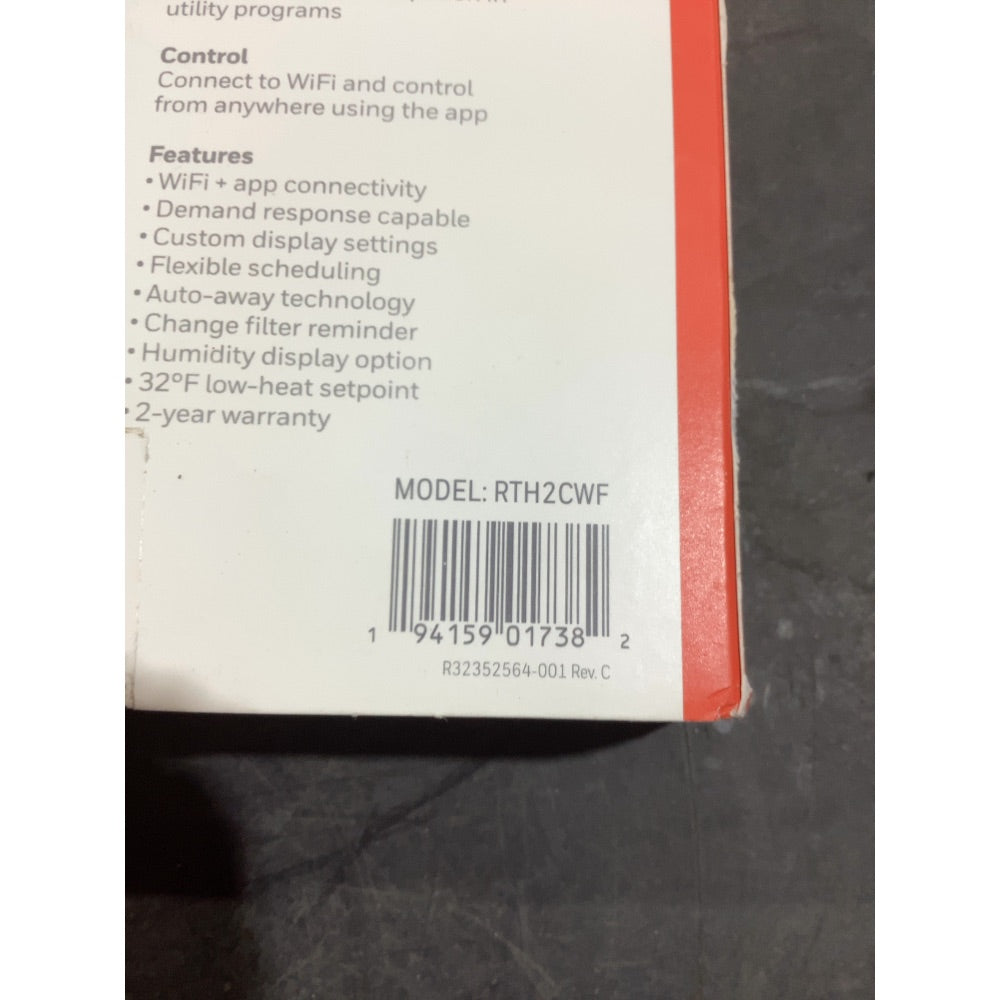 utility programs
Control
Connect to WiFi and control
from anywhere using the app
Features
• WiFi + app connectivity
• Demand response capable
• Custom display settings
• Flexible scheduling
• Auto-away technology
• Change filter reminder
• Humidity display option
• 32°F low-heat setpoint
• 2-year warranty
MODEL: RTH2CWF
1 94159 01738 2
R32352564-001 Rev. C